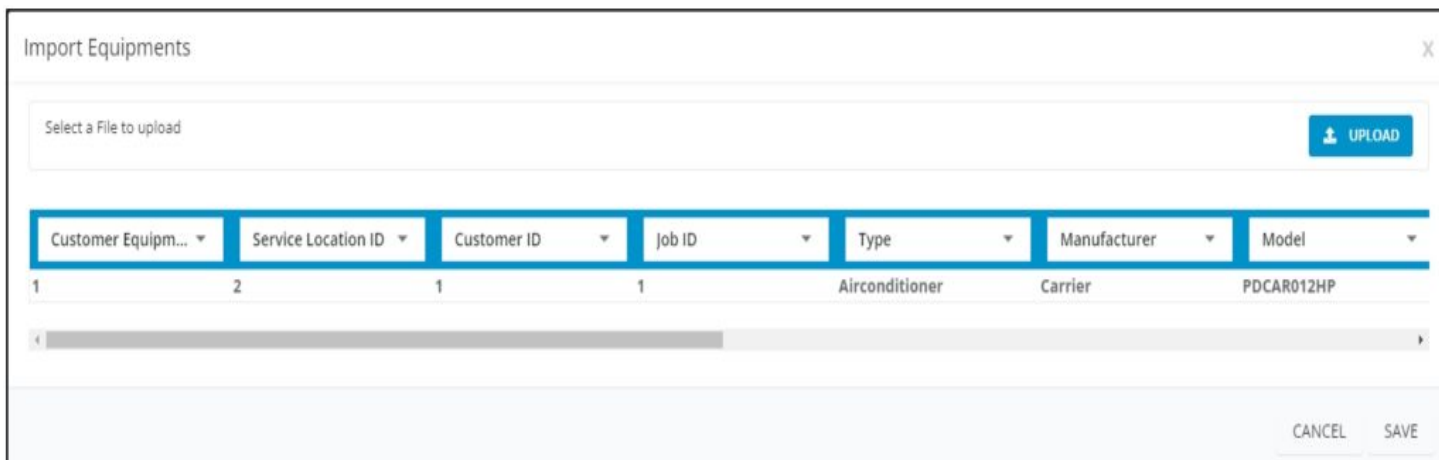 Import Equipments X
Select a File to upload
UPLOAD
Customer Equipm... Service Location ID Customer ID Job ID Type Manufacturer Model
1 2 1 1 Airconditioner Carrier PDCAR012HP
CANCEL SAVE